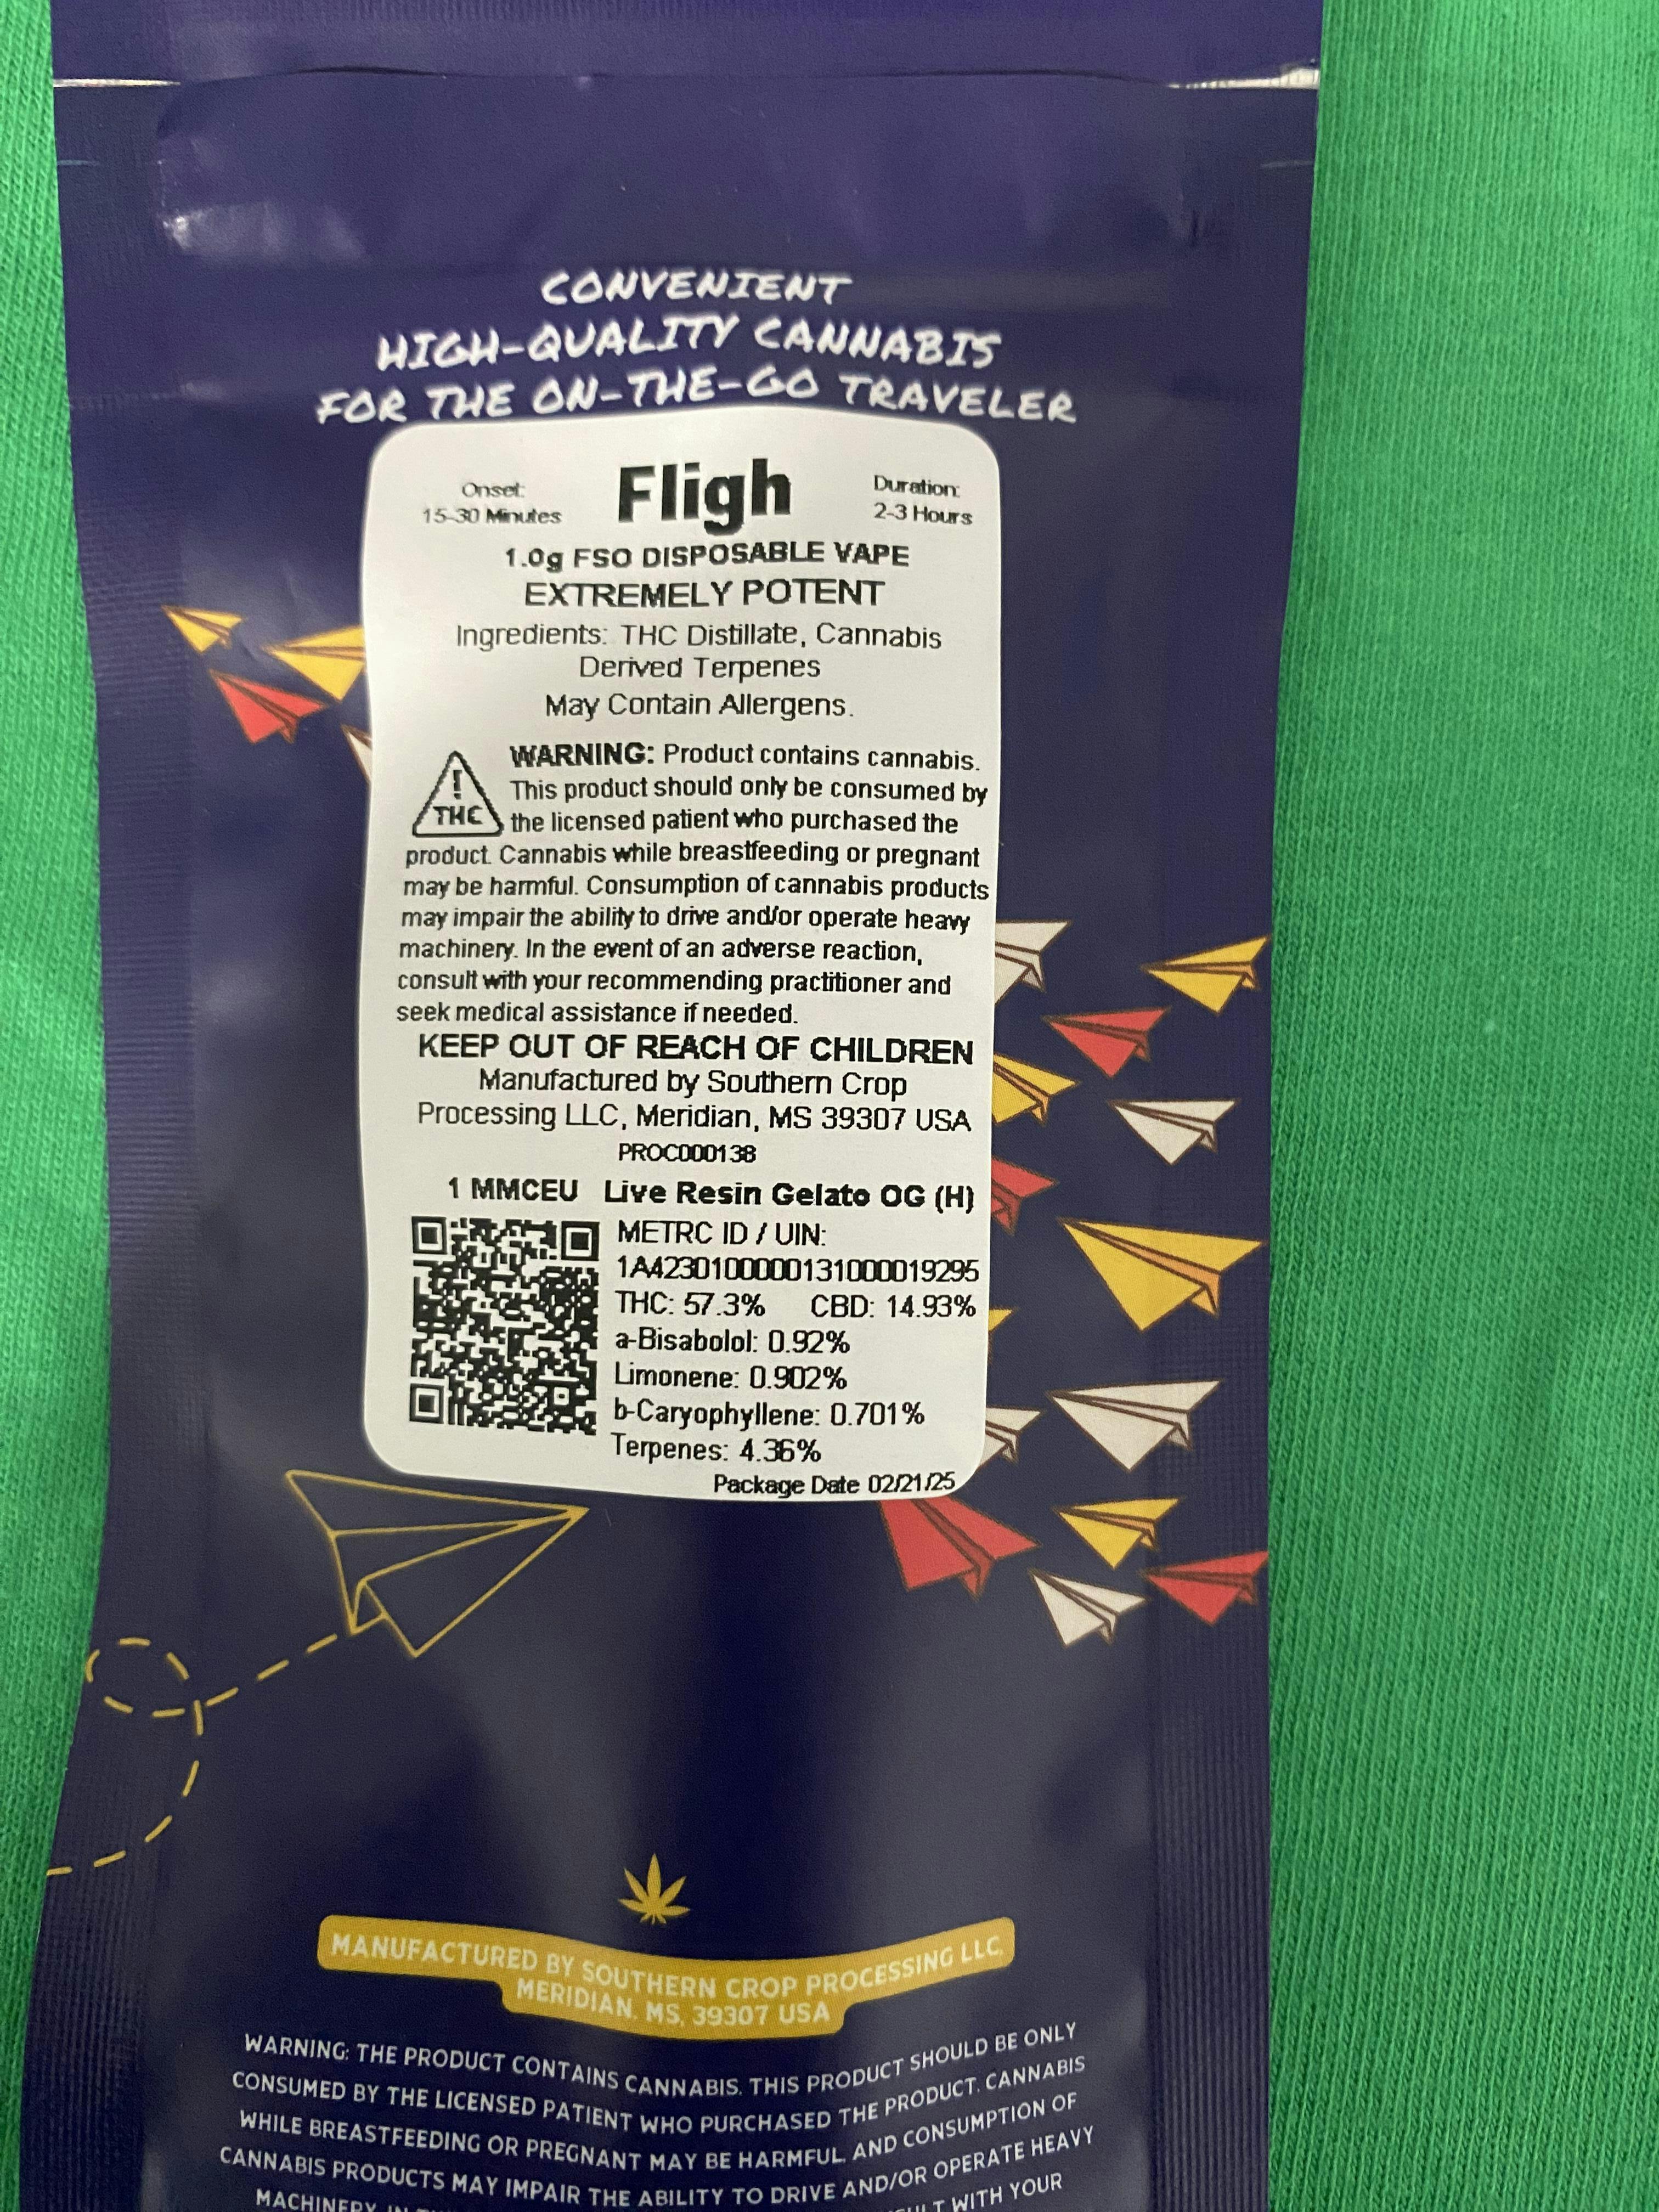 CONVENIENT
HIGH-QUALITY CANNABIS
FOR THE ON-THE-GO TRAVELER
Onset:
15-30 Minutes
Fligh
Duration:
2-3 Hours
1.0g FSO DISPOSABLE VAPE
EXTREMELY POTENT
Ingredients: THC Distillate, Cannabis
Derived Terpenes
May Contain Allergens.
! THC
WARNING: Product contains cannabis.
This product should only be consumed by
the licensed patient who purchased the
product. Cannabis while breastfeeding or pregnant
may be harmful. Consumption of cannabis products
may impair the ability to drive and/or operate heavy
machinery. In the event of an adverse reaction,
consult with your recommending practitioner and
seek medical assistance if needed.
KEEP OUT OF REACH OF CHILDREN
Manufactured by Southern Crop
Processing LLC, Meridian, MS 39307 USA
PROC000138
1 MMCEU Live Resin Gelato OG (H)
METRC ID / UIN:
1A4230100000131000019295
THC: 57.3% CBD: 14.93%
a-Bisabolol: 0.92%
Limonene: 0.902%
b-Caryophyllene: 0.701%
Terpenes: 4.36%
Package Date 02/21/25
MANUFACTURED BY SOUTHERN CROP PROCESSING LLC.
MERIDIAN, MS, 39307 USA
WARNING: THE PRODUCT CONTAINS CANNABIS. THIS PRODUCT SHOULD BE ONLY
CONSUMED BY THE LICENSED PATIENT WHO PURCHASED THE PRODUCT. CANNABIS
WHILE BREASTFEEDING OR PREGNANT MAY BE HARMFUL. AND CONSUMPTION OF
CANNABIS PRODUCTS MAY IMPAIR THE ABILITY TO DRIVE AND/OR OPERATE HEAVY
MACHINERY. WITH YOUR